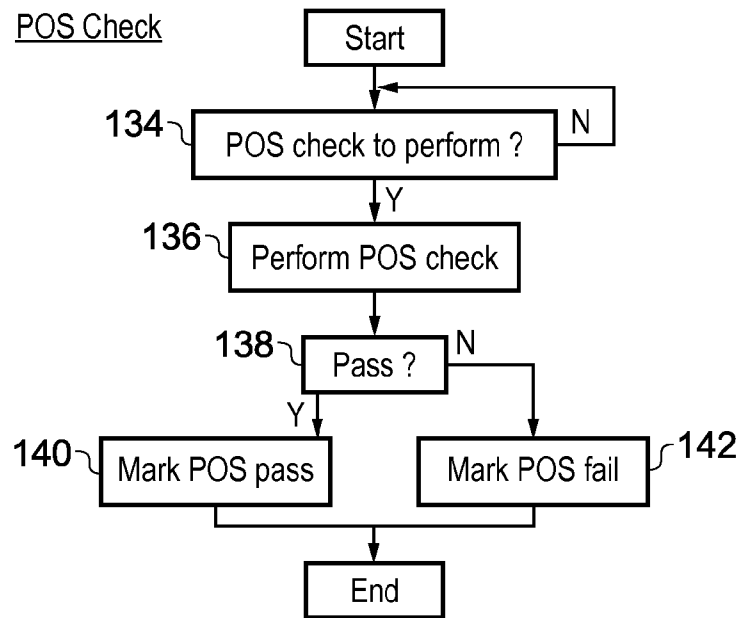 POS Check
Start
134
POS check to perform ?
N
Y
136
Perform POS check
138
Pass ?
N
Y
140
Mark POS pass
Mark POS fail
142
End